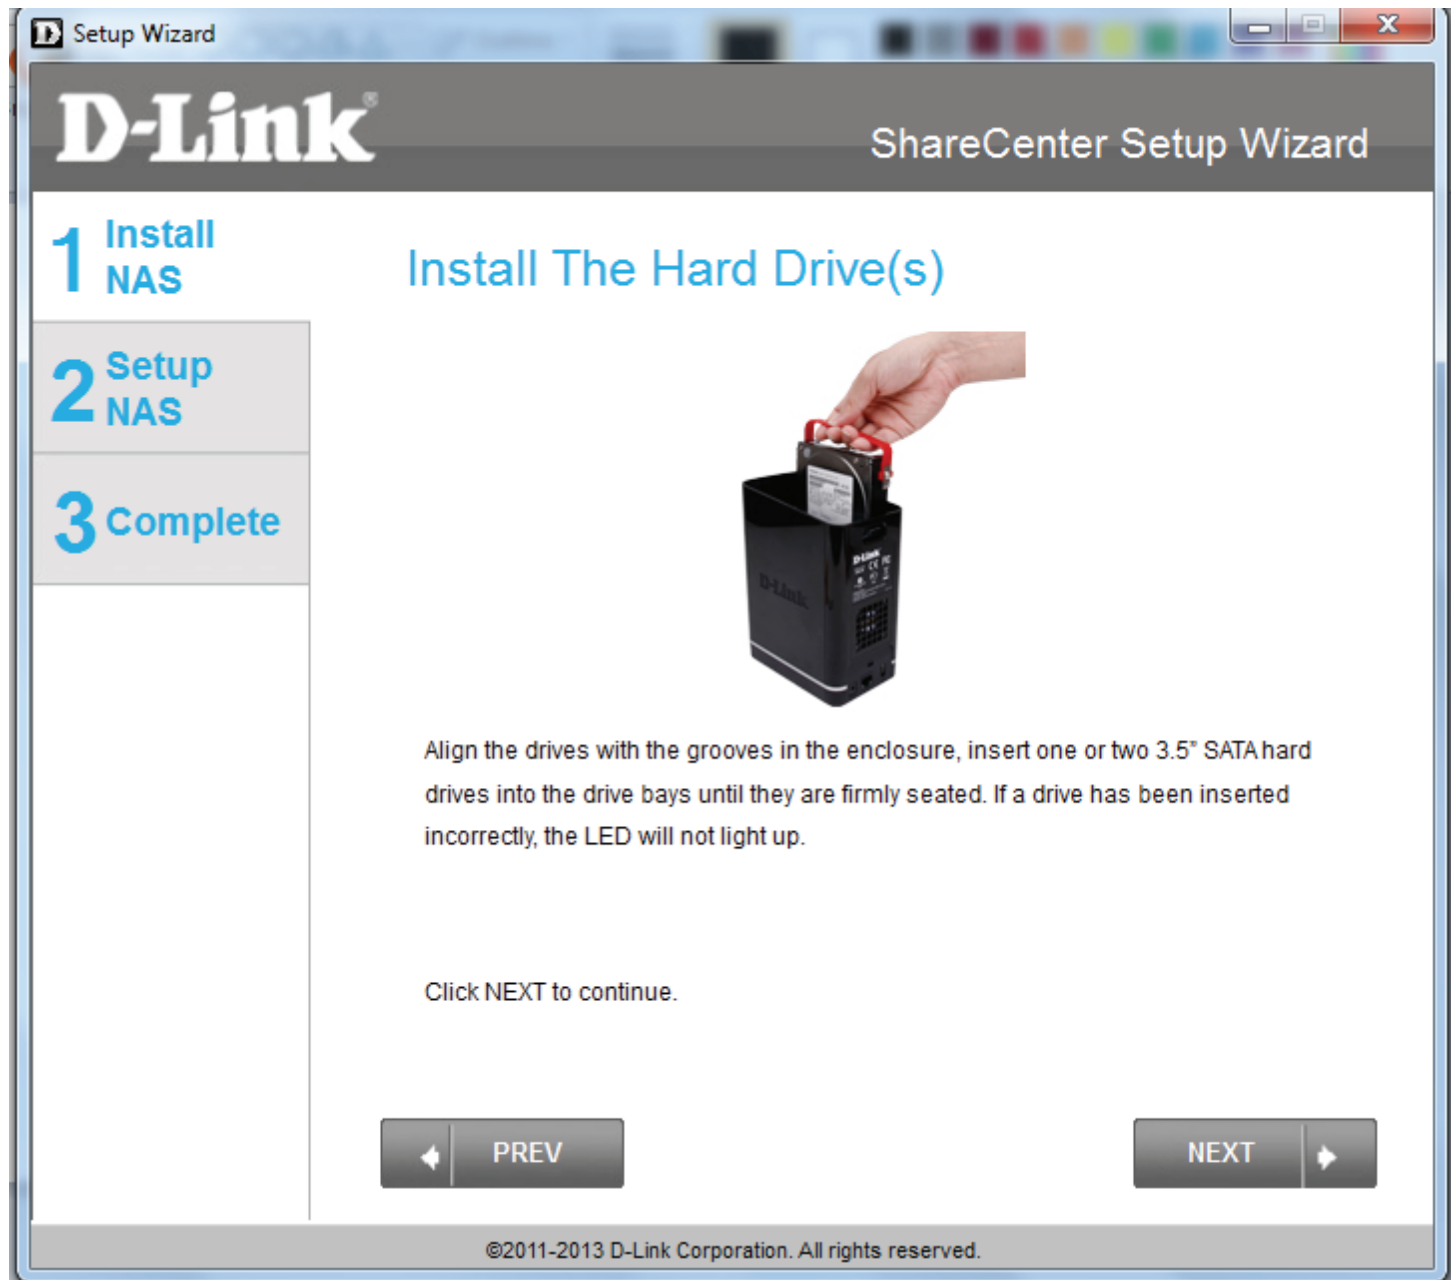 Setup Wizard
D-Link®
ShareCenter Setup Wizard
1 Install
NAS
2 Setup
NAS
3 Complete
Install The Hard Drive(s)
D-Link
D-Link
Align the drives with the grooves in the enclosure, insert one or two 3.5” SATA hard
drives into the drive bays until they are firmly seated. If a drive has been inserted
incorrectly, the LED will not light up.
Click NEXT to continue.
PREV
NEXT
©2011-2013 D-Link Corporation. All rights reserved.